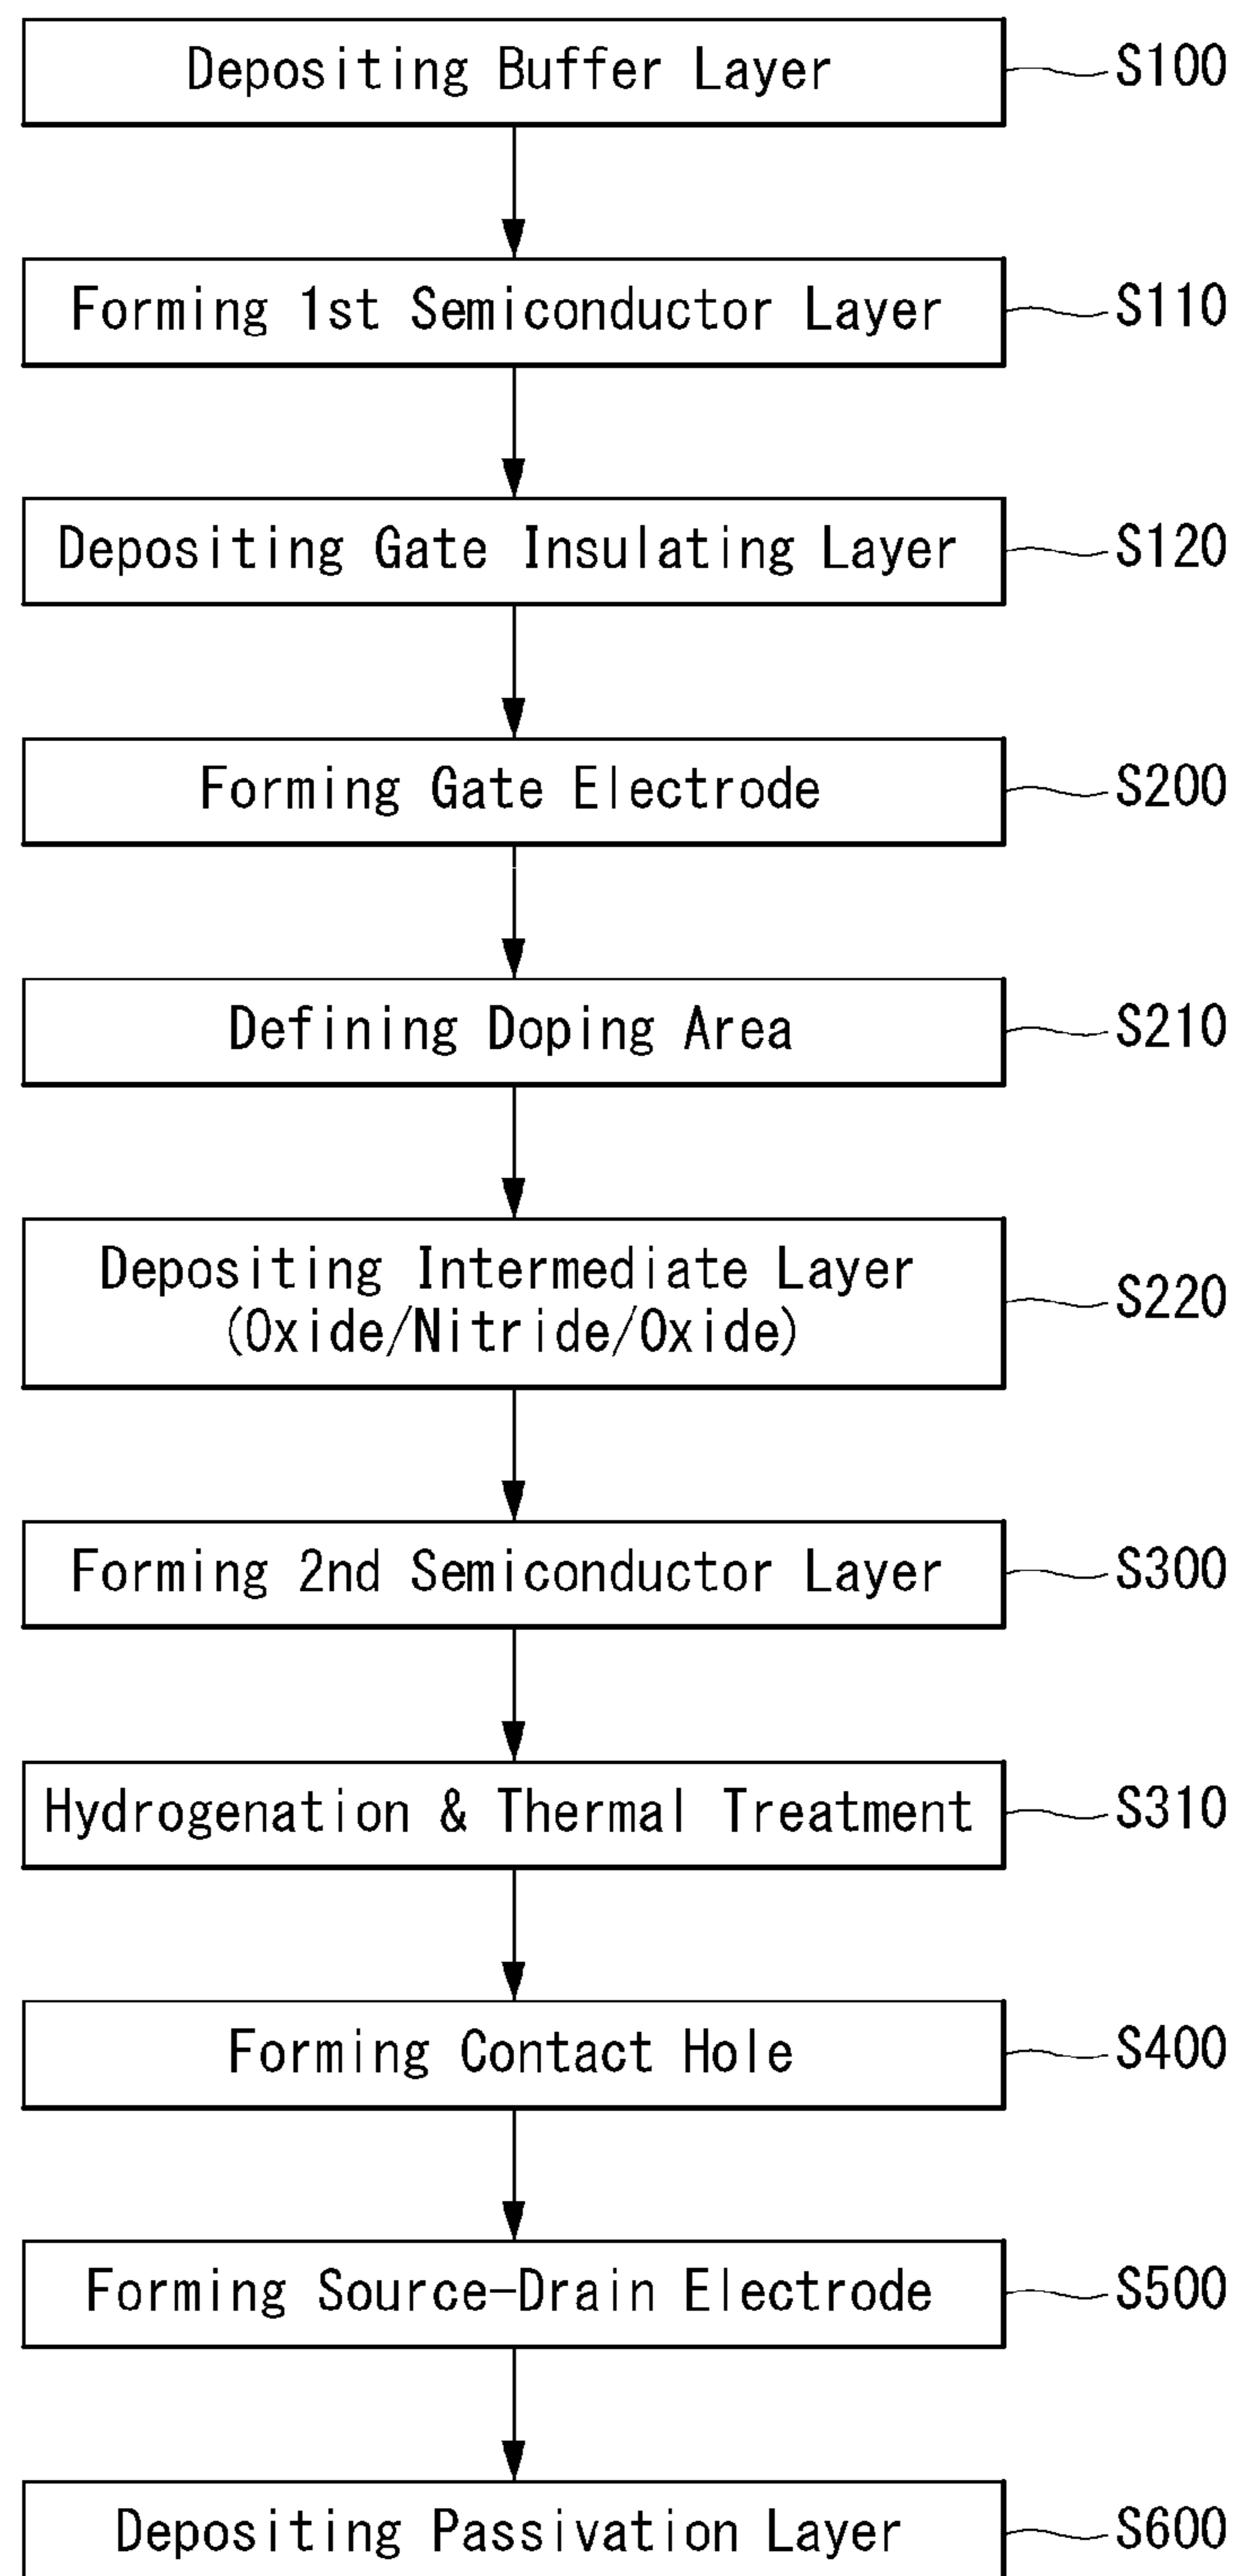 Depositing Buffer Layer
S100
Forming 1st Semiconductor Layer
S110
Depositing Gate Insulating Layer
S120
Forming Gate Electrode
S200
Defining Doping Area
S210
Depositing Intermediate Layer
(Oxide/Nitride/Oxide)
S220
Forming 2nd Semiconductor Layer
S300
Hydrogenation & Thermal Treatment
S310
Forming Contact Hole
S400
Forming Source-Drain Electrode
S500
Depositing Passivation Layer
S600